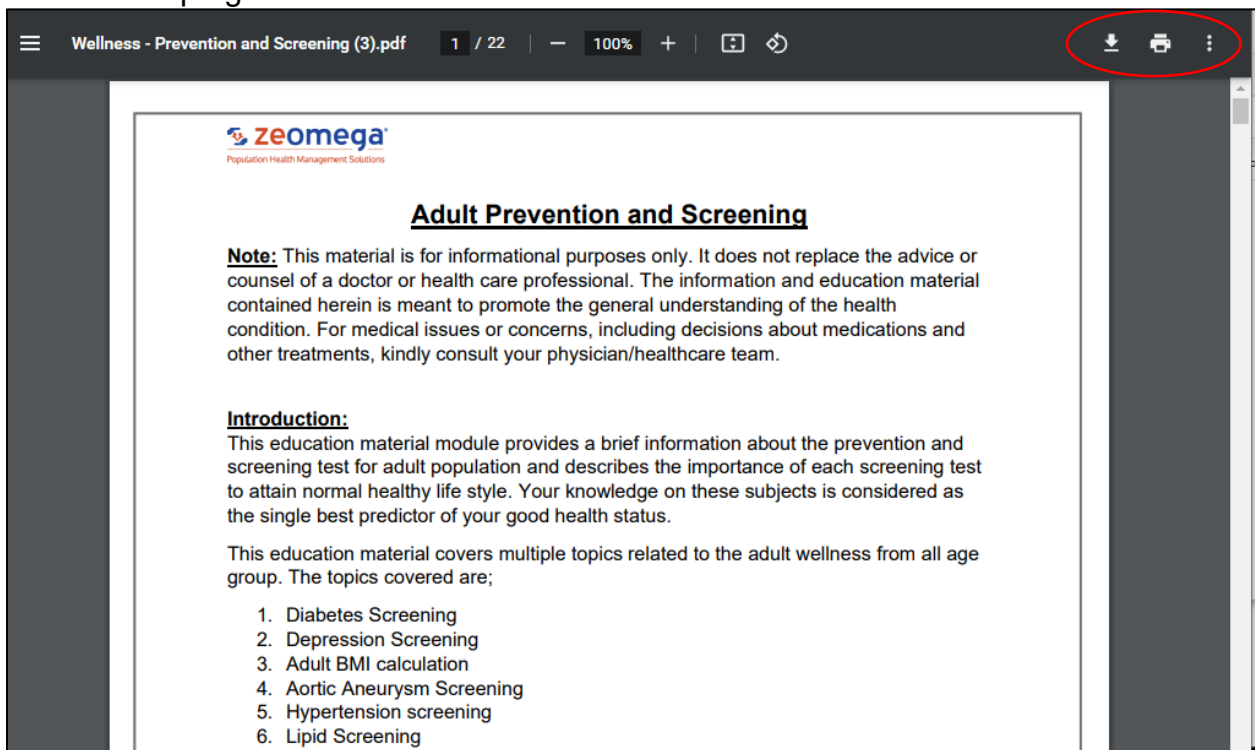 Wellness - Prevention and Screening (3).pdf 1 / 22 | − 100% + |
zeomega
Population Health Management Solutions
Adult Prevention and Screening
Note: This material is for informational purposes only. It does not replace the advice or
counsel of a doctor or health care professional. The information and education material
contained herein is meant to promote the general understanding of the health
condition. For medical issues or concerns, including decisions about medications and
other treatments, kindly consult your physician/healthcare team.
Introduction:
This education material module provides a brief information about the prevention and
screening test for adult population and describes the importance of each screening test
to attain normal healthy life style. Your knowledge on these subjects is considered as
the single best predictor of your good health status.
This education material covers multiple topics related to the adult wellness from all age
group. The topics covered are;
1. Diabetes Screening
2. Depression Screening
3. Adult BMI calculation
4. Aortic Aneurysm Screening
5. Hypertension screening
6. Lipid Screening